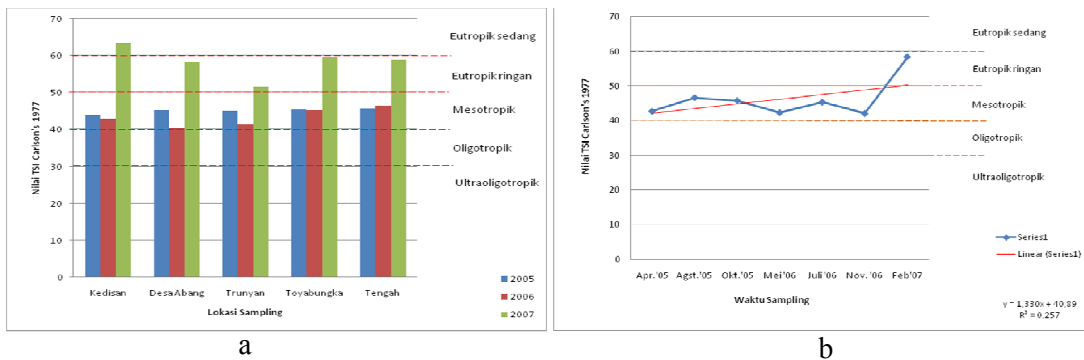 Nilai TSI Carlson's 1977
70
60
50
40
30
20
10
0
Eutropik sedang
Eutropik ringan
Mesotropik
Oligotropik
Ultraoligotropik
Kedisan
Desa Abang
Trunyan
Toyabungka
Tengah
Lokasi Sampling
2005
2006
2007
a
Nilai TSI Carlson's 1977
70
60
50
40
30
20
10
0
Eutropik sedang
Eutropik ringan
Mesotropik
Oligotropik
Ultraoligotropik
Series1
Linear (Series1)
Apr.'05
Agst.'05
Okt.'05
Mei'06
Juli'06
Nov.'06
Feb'07
Waktu Sampling
y = 1,330x + 40,89
R² = 0,257
b